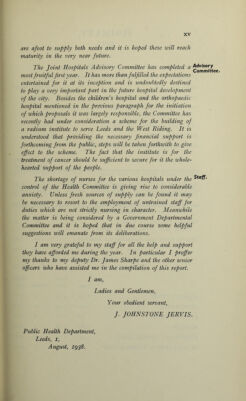 xv
are afoot to supply both needs and it is hoped these will reach
maturity in the very near future.
The Joint Hospitals Advisory Committee has completed a
Advisory
Committee.
most fruitful first year. It has more than fulfilled the expectations
entertained for it at its inception and is undoubtedly destined
to play a very important part in the future hospital development
of the city. Besides the children's hospital and the orthopaedic
hospital mentioned in the previous paragraph for the initiation
of which proposals it was largely responsible, the Committee has
recently had under consideration a scheme for the building of
a radium institute to serve Leeds and the West Riding. It is
understood that providing the necessary financial support is
forthcoming from the public, steps will be taken forthwith to give
effect to the scheme. The fact that the institute is for the
treatment of cancer should be sufficient to secure for it the whole-
hearted support of the people.
The shortage of nurses for the various hospitals under the
Staff.
control of the Health Committee is giving rise to considerable
anxiety. Unless fresh sources of supply can be found it may
be necessary to resort to the employment of untrained staff for
duties which are not strictly nursing in character. Meanwhile
the matter is being considered by a Government Departmental
Committee and it is hoped that in due course some helpful
suggestions will emanate from its deliberations.
I am very grateful to my staff for all the help and support
they have afforded me during the year. In particular I proffer
my thanks to my deputy Dr. James Sharpe and the other senior
officers who have assisted me in the compilation of this report.
I am,
Ladies and Gentlemen,
Your obedient servant,
J. JOHNSTONE JERVIS.
Public Health Department,
Leeds, 1.
August, 1938.